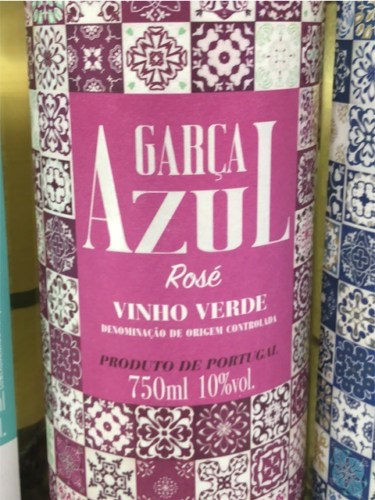 GARÇA
AZUL
Rosé
VINHO VERDE
DENOMINAÇÃO DE ORIGEM CONTROLADA
PRODUTO DE PORTUGAL
750ml 10%vol.